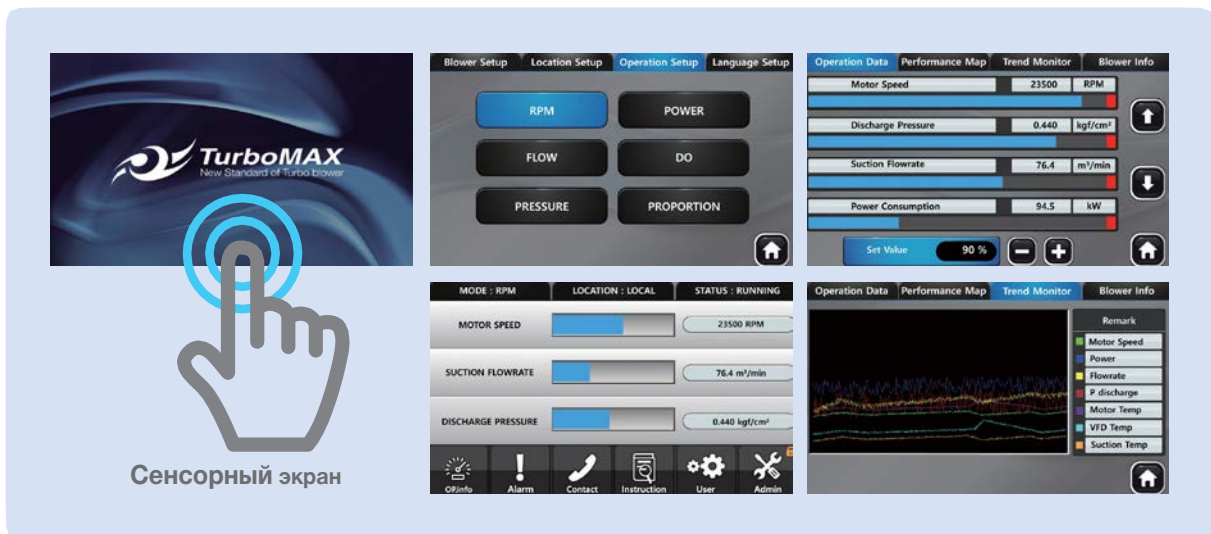 TurboMAX
New Standard of Turbo blower
Сенсорный экран
Blower Setup Location Setup Operation Setup Language Setup
RPM POWER
FLOW DO
PRESSURE PROPORTION
Operation Data Performance Map Trend Monitor Blower Info
Motor Speed 23500 RPM
Discharge Pressure 0.440 kgf/cm²
Suction Flowrate 76.4 m³/min
Power Consumption 94.5 kW
Set Value 90 %
MODE : RPM LOCATION : LOCAL STATUS : RUNNING
MOTOR SPEED 23500 RPM
SUCTION FLOWRATE 76.4 m³/min
DISCHARGE PRESSURE 0.440 kgf/cm²
OP.Info Alarm Contact Instruction User Admin
Operation Data Performance Map Trend Monitor Blower Info
Remark
Motor Speed
Power
Flowrate
P discharge
Motor Temp
VFD Temp
Suction Temp